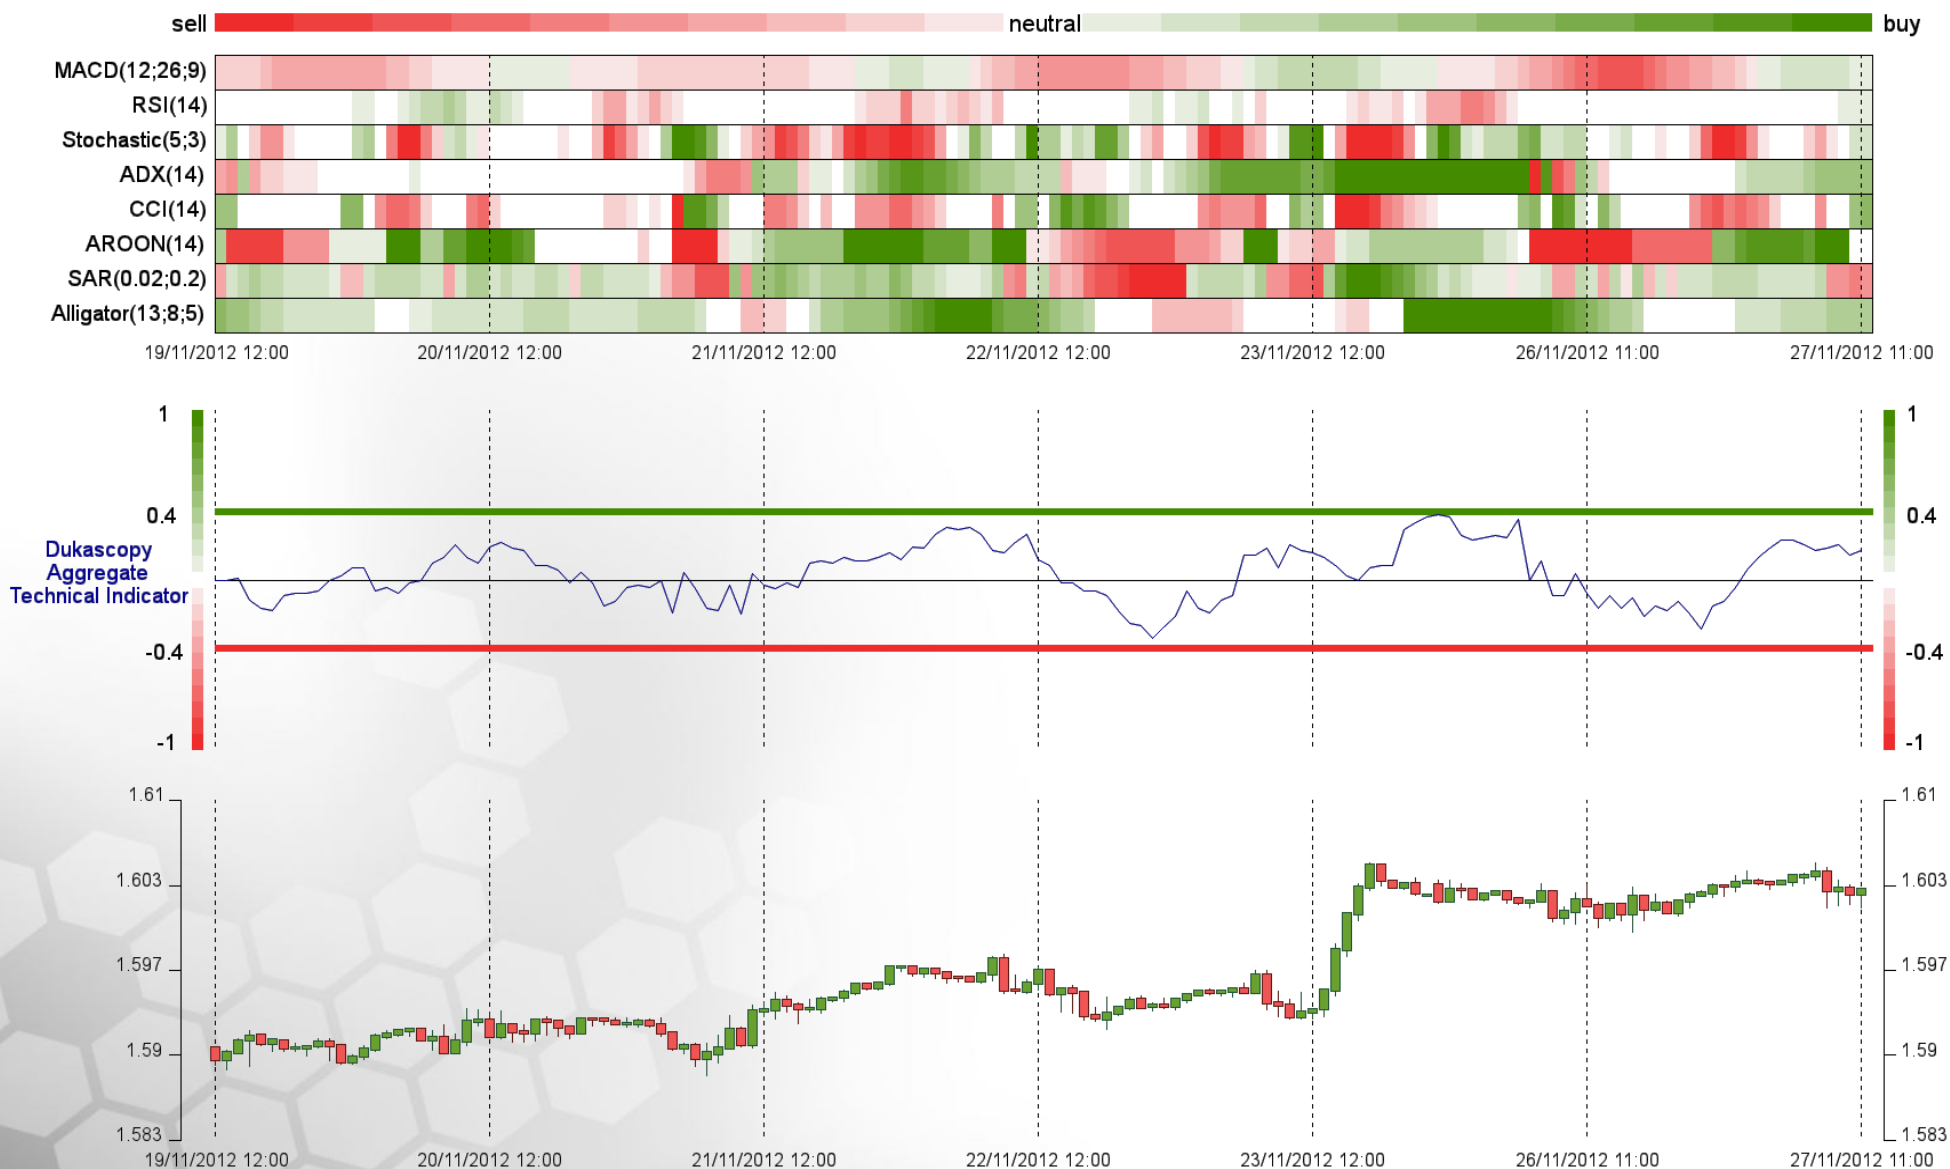 sell neutral buy
MACD(12;26;9)
RSI(14)
Stochastic(5;3)
ADX(14)
CCI(14)
AROON(14)
SAR(0.02;0.2)
Alligator(13;8;5)
19/11/2012 12:00 20/11/2012 12:00 21/11/2012 12:00 22/11/2012 12:00 23/11/2012 12:00 26/11/2012 11:00 27/11/2012 11:00
1 1
0.4 0.4
Dukascopy
Aggregate
Technical Indicator
-0.4 -0.4
-1 -1
1.61 1.61
1.603 1.603
1.597 1.597
1.59 1.59
1.583 1.583
19/11/2012 12:00 20/11/2012 12:00 21/11/2012 12:00 22/11/2012 12:00 23/11/2012 12:00 26/11/2012 11:00 27/11/2012 11:00